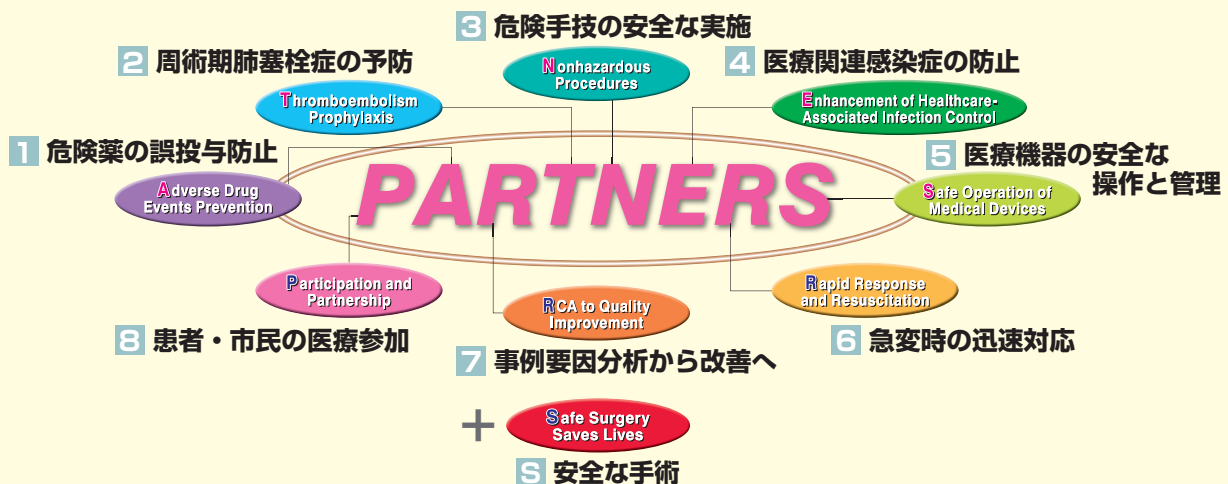 3 危険手技の安全な実施
Nonhazardous
Procedures
2 周術期肺塞栓症の予防
Thromboembolism
Prophylaxis
4 医療関連感染症の防止
Enhancement of Healthcare-
Associated Infection Control
1 危険薬の誤投与防止
Adverse Drug
Events Prevention
PARTNERS
5 医療機器の安全な
操作と管理
Safe Operation of
Medical Devices
Participation and
Partnership
8 患者・市民の医療参加
RCA to Quality
Improvement
7 事例要因分析から改善へ
Rapid Response
and Resuscitation
6 急変時の迅速対応
+
Safe Surgery
Saves Lives
S 安全な手術